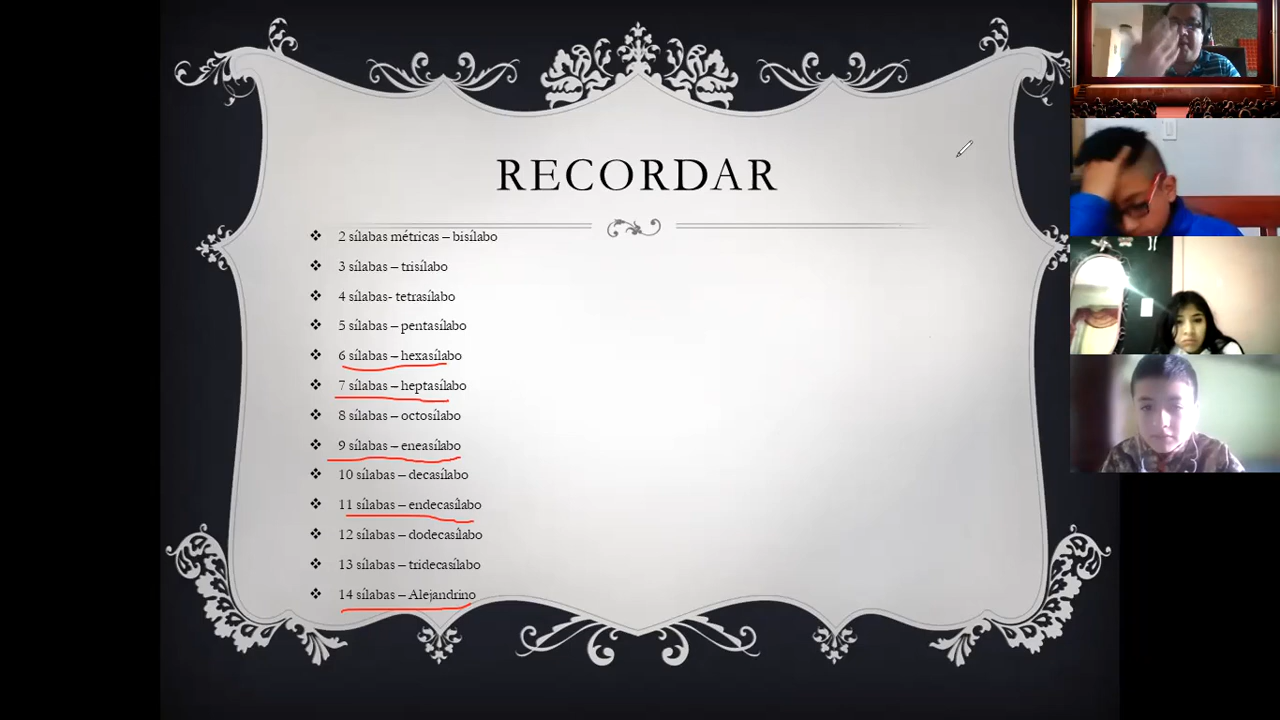 RECORDAR
2 sílabas métricas – bisílabo
3 sílabas – trisílabo
4 sílabas- tetrasílabo
5 sílabas – pentasílabo
6 sílabas – hexasílabo
7 sílabas – heptasílabo
8 sílabas – octosílabo
9 sílabas – eneasílabo
10 sílabas – decasílabo
11 sílabas – endecasílabo
12 sílabas – dodecasílabo
13 sílabas – tridecasílabo
14 sílabas – Alejandrino